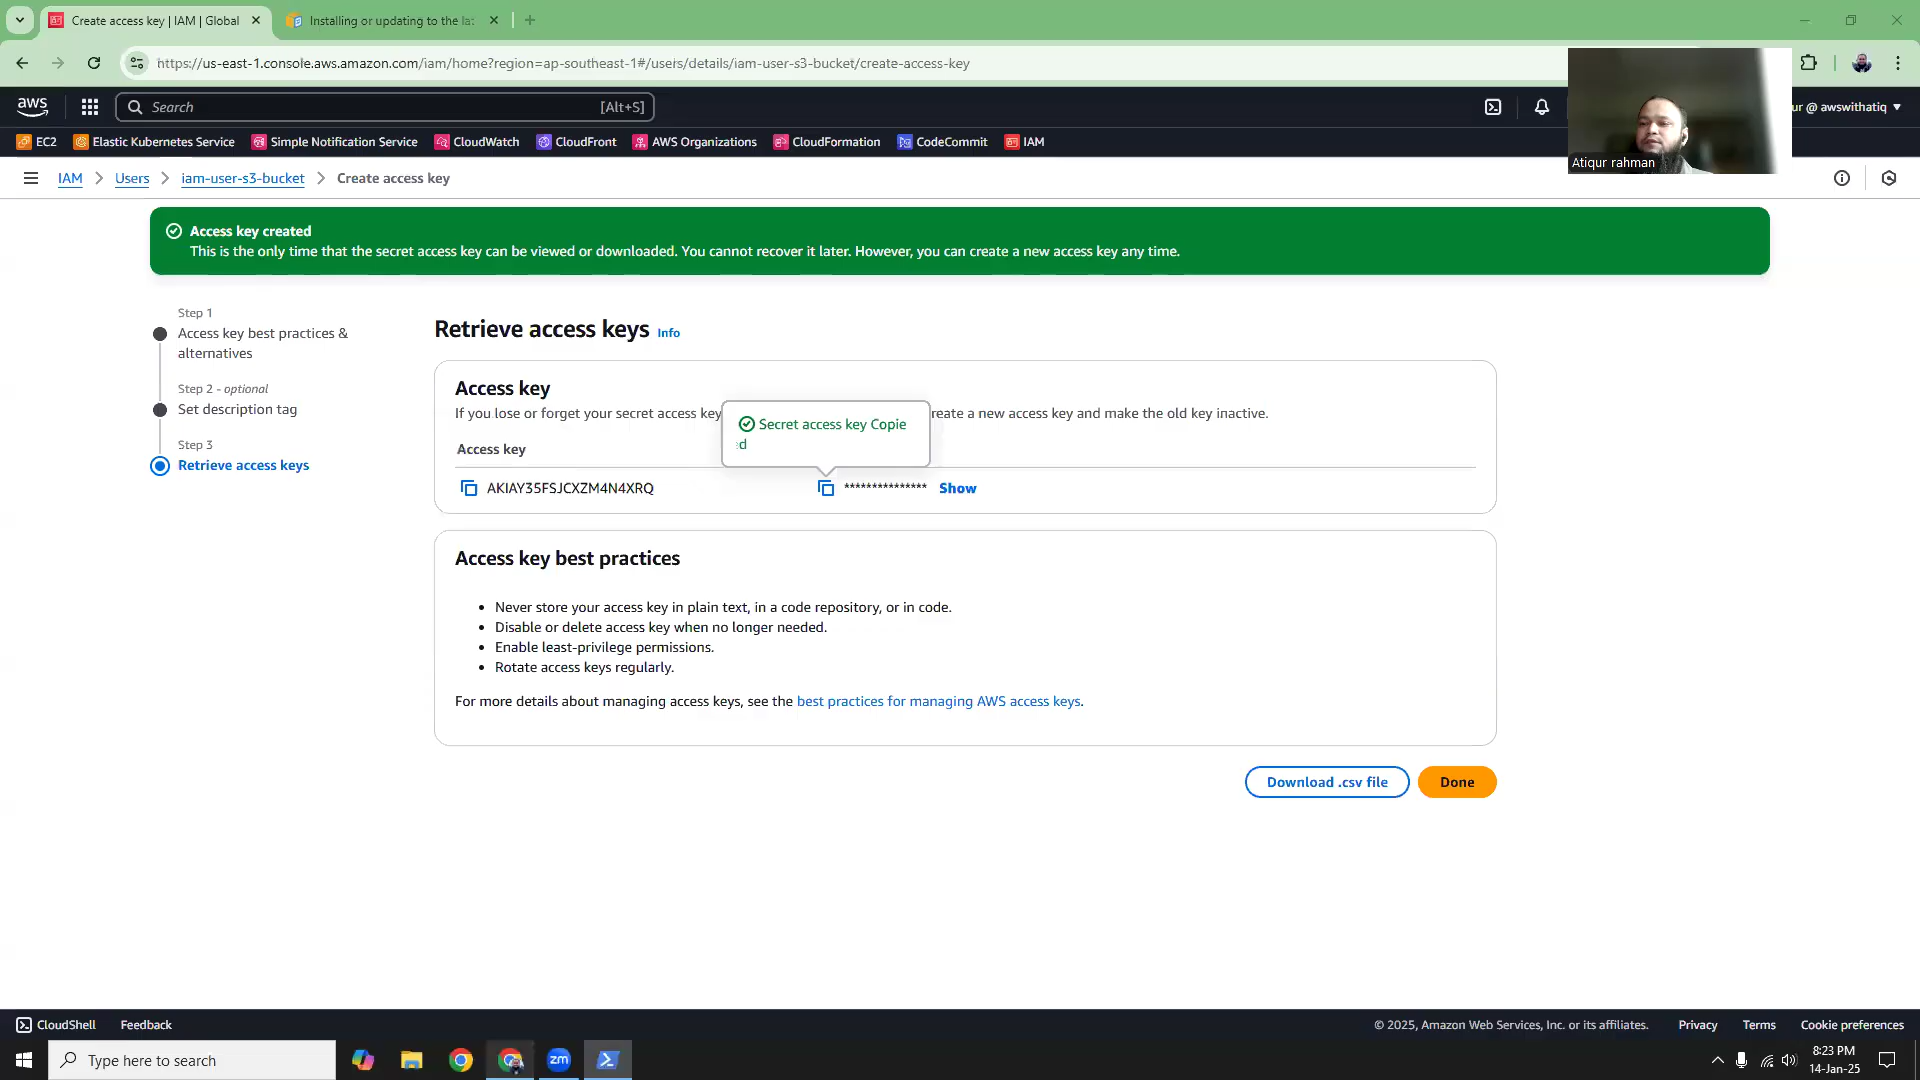 Create access key | IAM | Global
Installing or updating to the lat
https://us-east-1.console.aws.amazon.com/iam/home?region=ap-southeast-1#/users/details/iam-user-s3-bucket/create-access-key
aws
Search
[Alt+S]
ur @ awswithatiq
EC2
Elastic Kubernetes Service
Simple Notification Service
CloudWatch
CloudFront
AWS Organizations
CloudFormation
CodeCommit
IAM
Atiqur rahman
IAM
Users
iam-user-s3-bucket
Create access key
Access key created
This is the only time that the secret access key can be viewed or downloaded. You cannot recover it later. However, you can create a new access key any time.
Step 1
Access key best practices &
alternatives
Step 2 - optional
Set description tag
Step 3
Retrieve access keys
Retrieve access keys Info
Access key
If you lose or forget your secret access key
reate a new access key and make the old key inactive.
Secret access key Copie
d
Access key
AKIAY35FSJCXZM4N4XRQ
*************** Show
Access key best practices
• Never store your access key in plain text, in a code repository, or in code.
• Disable or delete access key when no longer needed.
• Enable least-privilege permissions.
• Rotate access keys regularly.
For more details about managing access keys, see the best practices for managing AWS access keys.
Download .csv file
Done
CloudShell
Feedback
© 2025, Amazon Web Services, Inc. or its affiliates.
Privacy
Terms
Cookie preferences
Type here to search
zm
8:23 PM
14-Jan-25